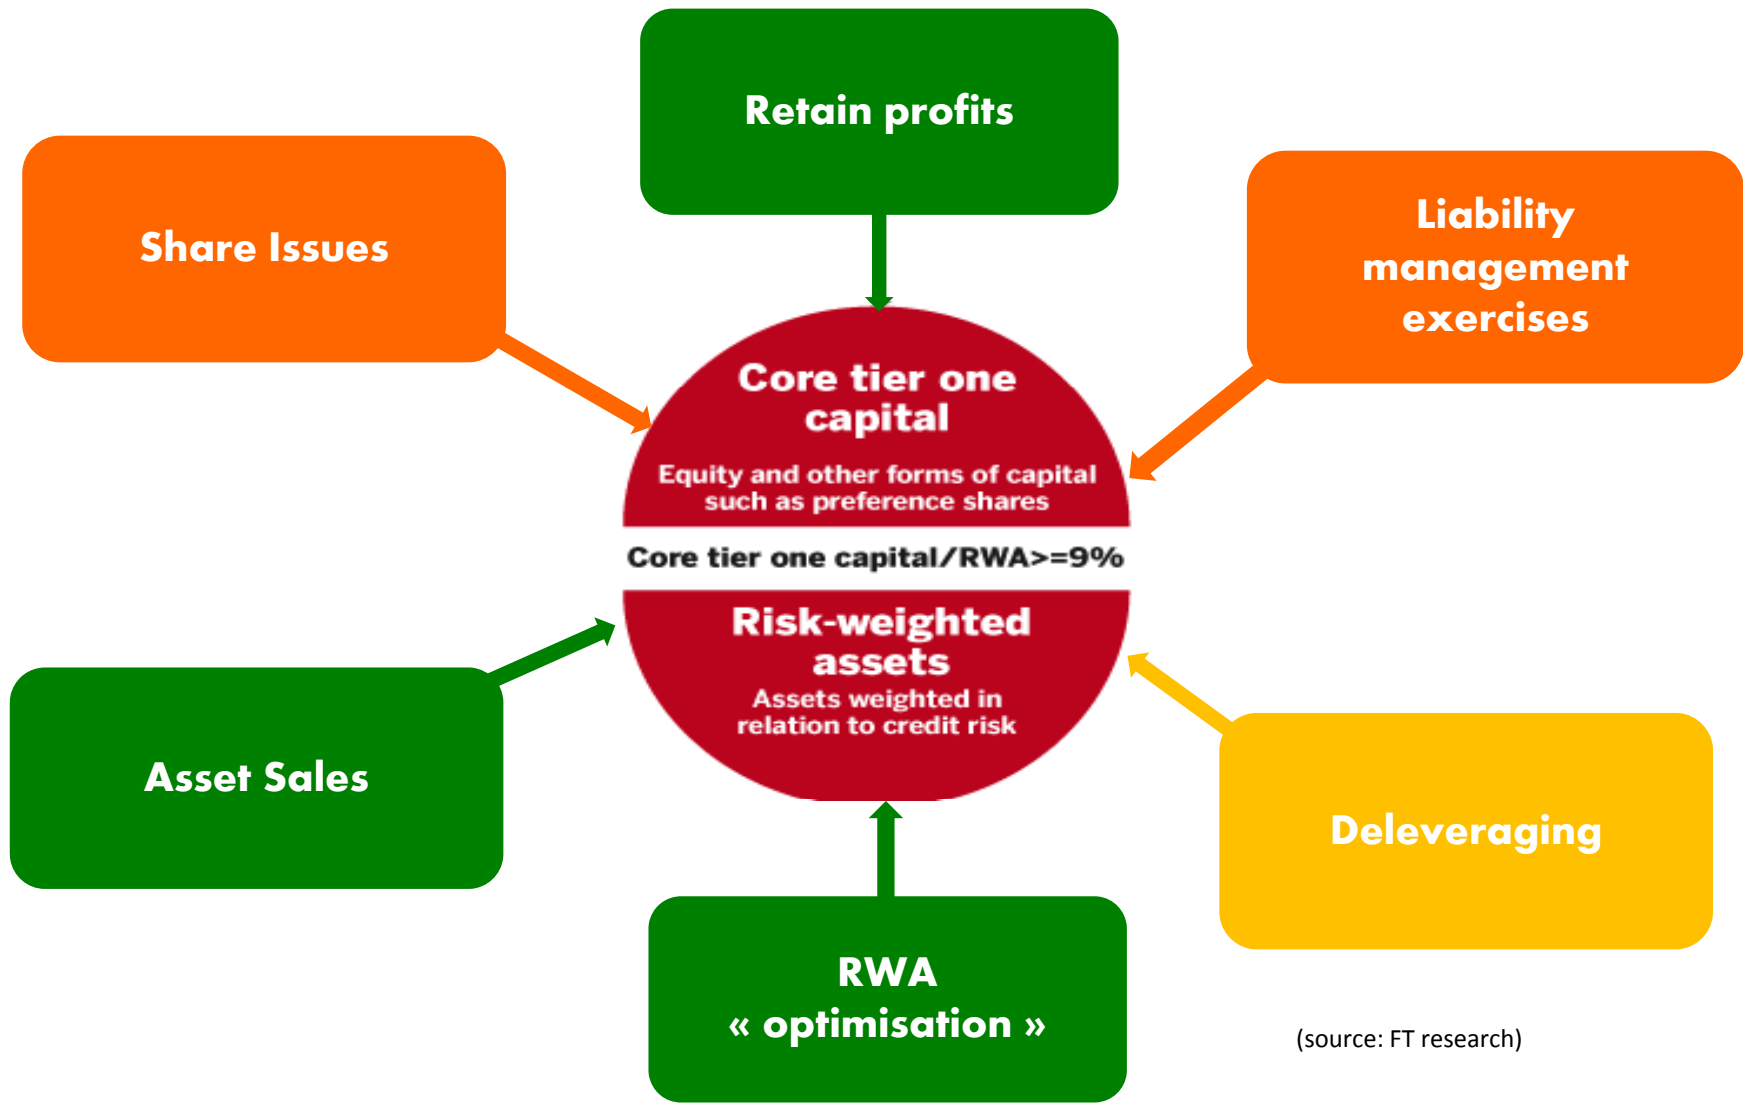 Retain profits
Share Issues
Liability
management
exercises
Core tier one
capital
Equity and other forms of capital
such as preference shares
Core tier one capital/RWA>=9%
Risk-weighted
assets
Assets weighted in
relation to credit risk
Asset Sales
Deleveraging
RWA
« optimisation »
(source: FT research)